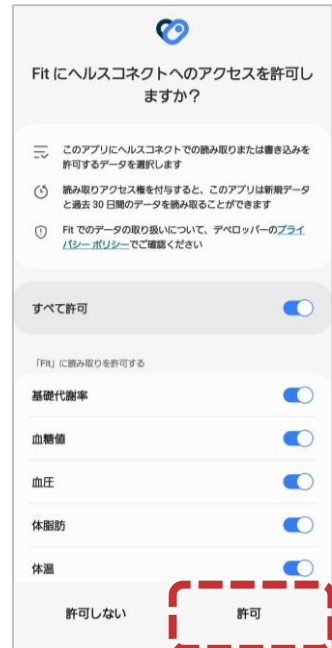 Fit にヘルスコネクトへのアクセスを許可し
ますか？
このアプリにヘルスコネクトでの読み取りまたは書き込みを
許可するデータを選択します
読み取りアクセス権を付与すると、このアプリは新規データ
と過去 30 日間のデータを読み取ることができます
Fit でのデータの取り扱いについて、デベロッパーのプライ
バシー ポリシーでご確認ください
すべて許可
「Fit」に読み取りを許可する
基礎代謝率
血糖値
血圧
体脂肪
体温
許可しない
許可